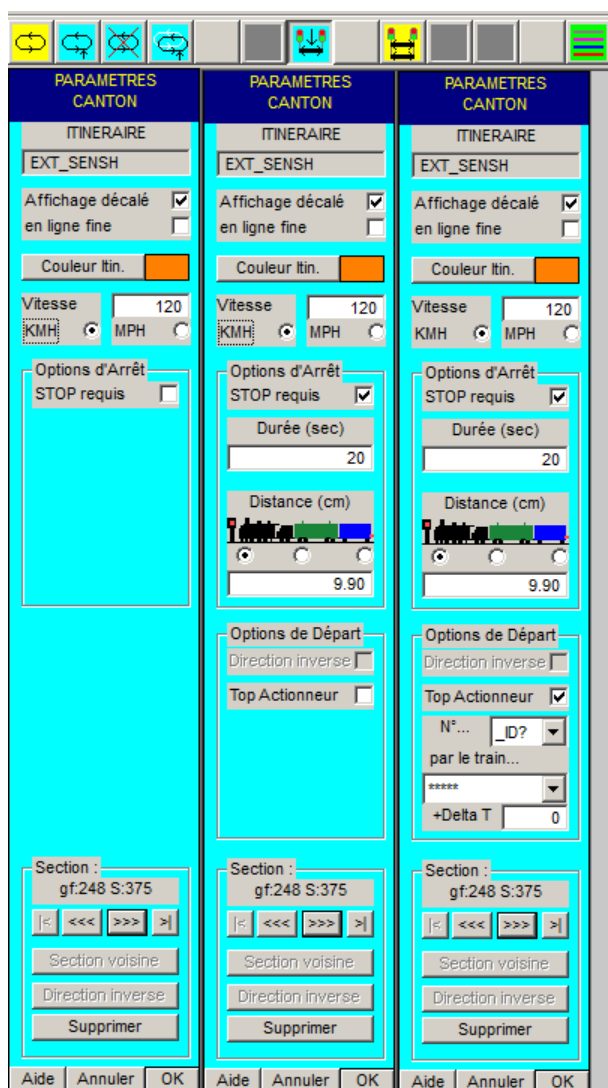 PARAMETRES
CANTON
ITINERAIRE
EXT_SENSH
Affichage décalé
en ligne fine
Couleur Itin.
Vitesse 120
KMH MPH
Options d'Arrêt
STOP requis
Section :
gf:248 S:375
|< <<< >>> >|
Section voisine
Direction inverse
Supprimer
Aide Annuler OK
PARAMETRES
CANTON
ITINERAIRE
EXT_SENSH
Affichage décalé
en ligne fine
Couleur Itin.
Vitesse 120
KMH MPH
Options d'Arrêt
STOP requis
Durée (sec)
20
Distance (cm)
9.90
Options de Départ
Direction inverse
Top Actionneur
Section :
gf:248 S:375
|< <<< >>> >|
Section voisine
Direction inverse
Supprimer
Aide Annuler OK
PARAMETRES
CANTON
ITINERAIRE
EXT_SENSH
Affichage décalé
en ligne fine
Couleur Itin.
Vitesse 120
KMH MPH
Options d'Arrêt
STOP requis
Durée (sec)
20
Distance (cm)
9.90
Options de Départ
Direction inverse
Top Actionneur
N°... _ID?
par le train...
*****
+Delta T 0
Section :
gf:248 S:375
|< <<< >>> >|
Section voisine
Direction inverse
Supprimer
Aide Annuler OK